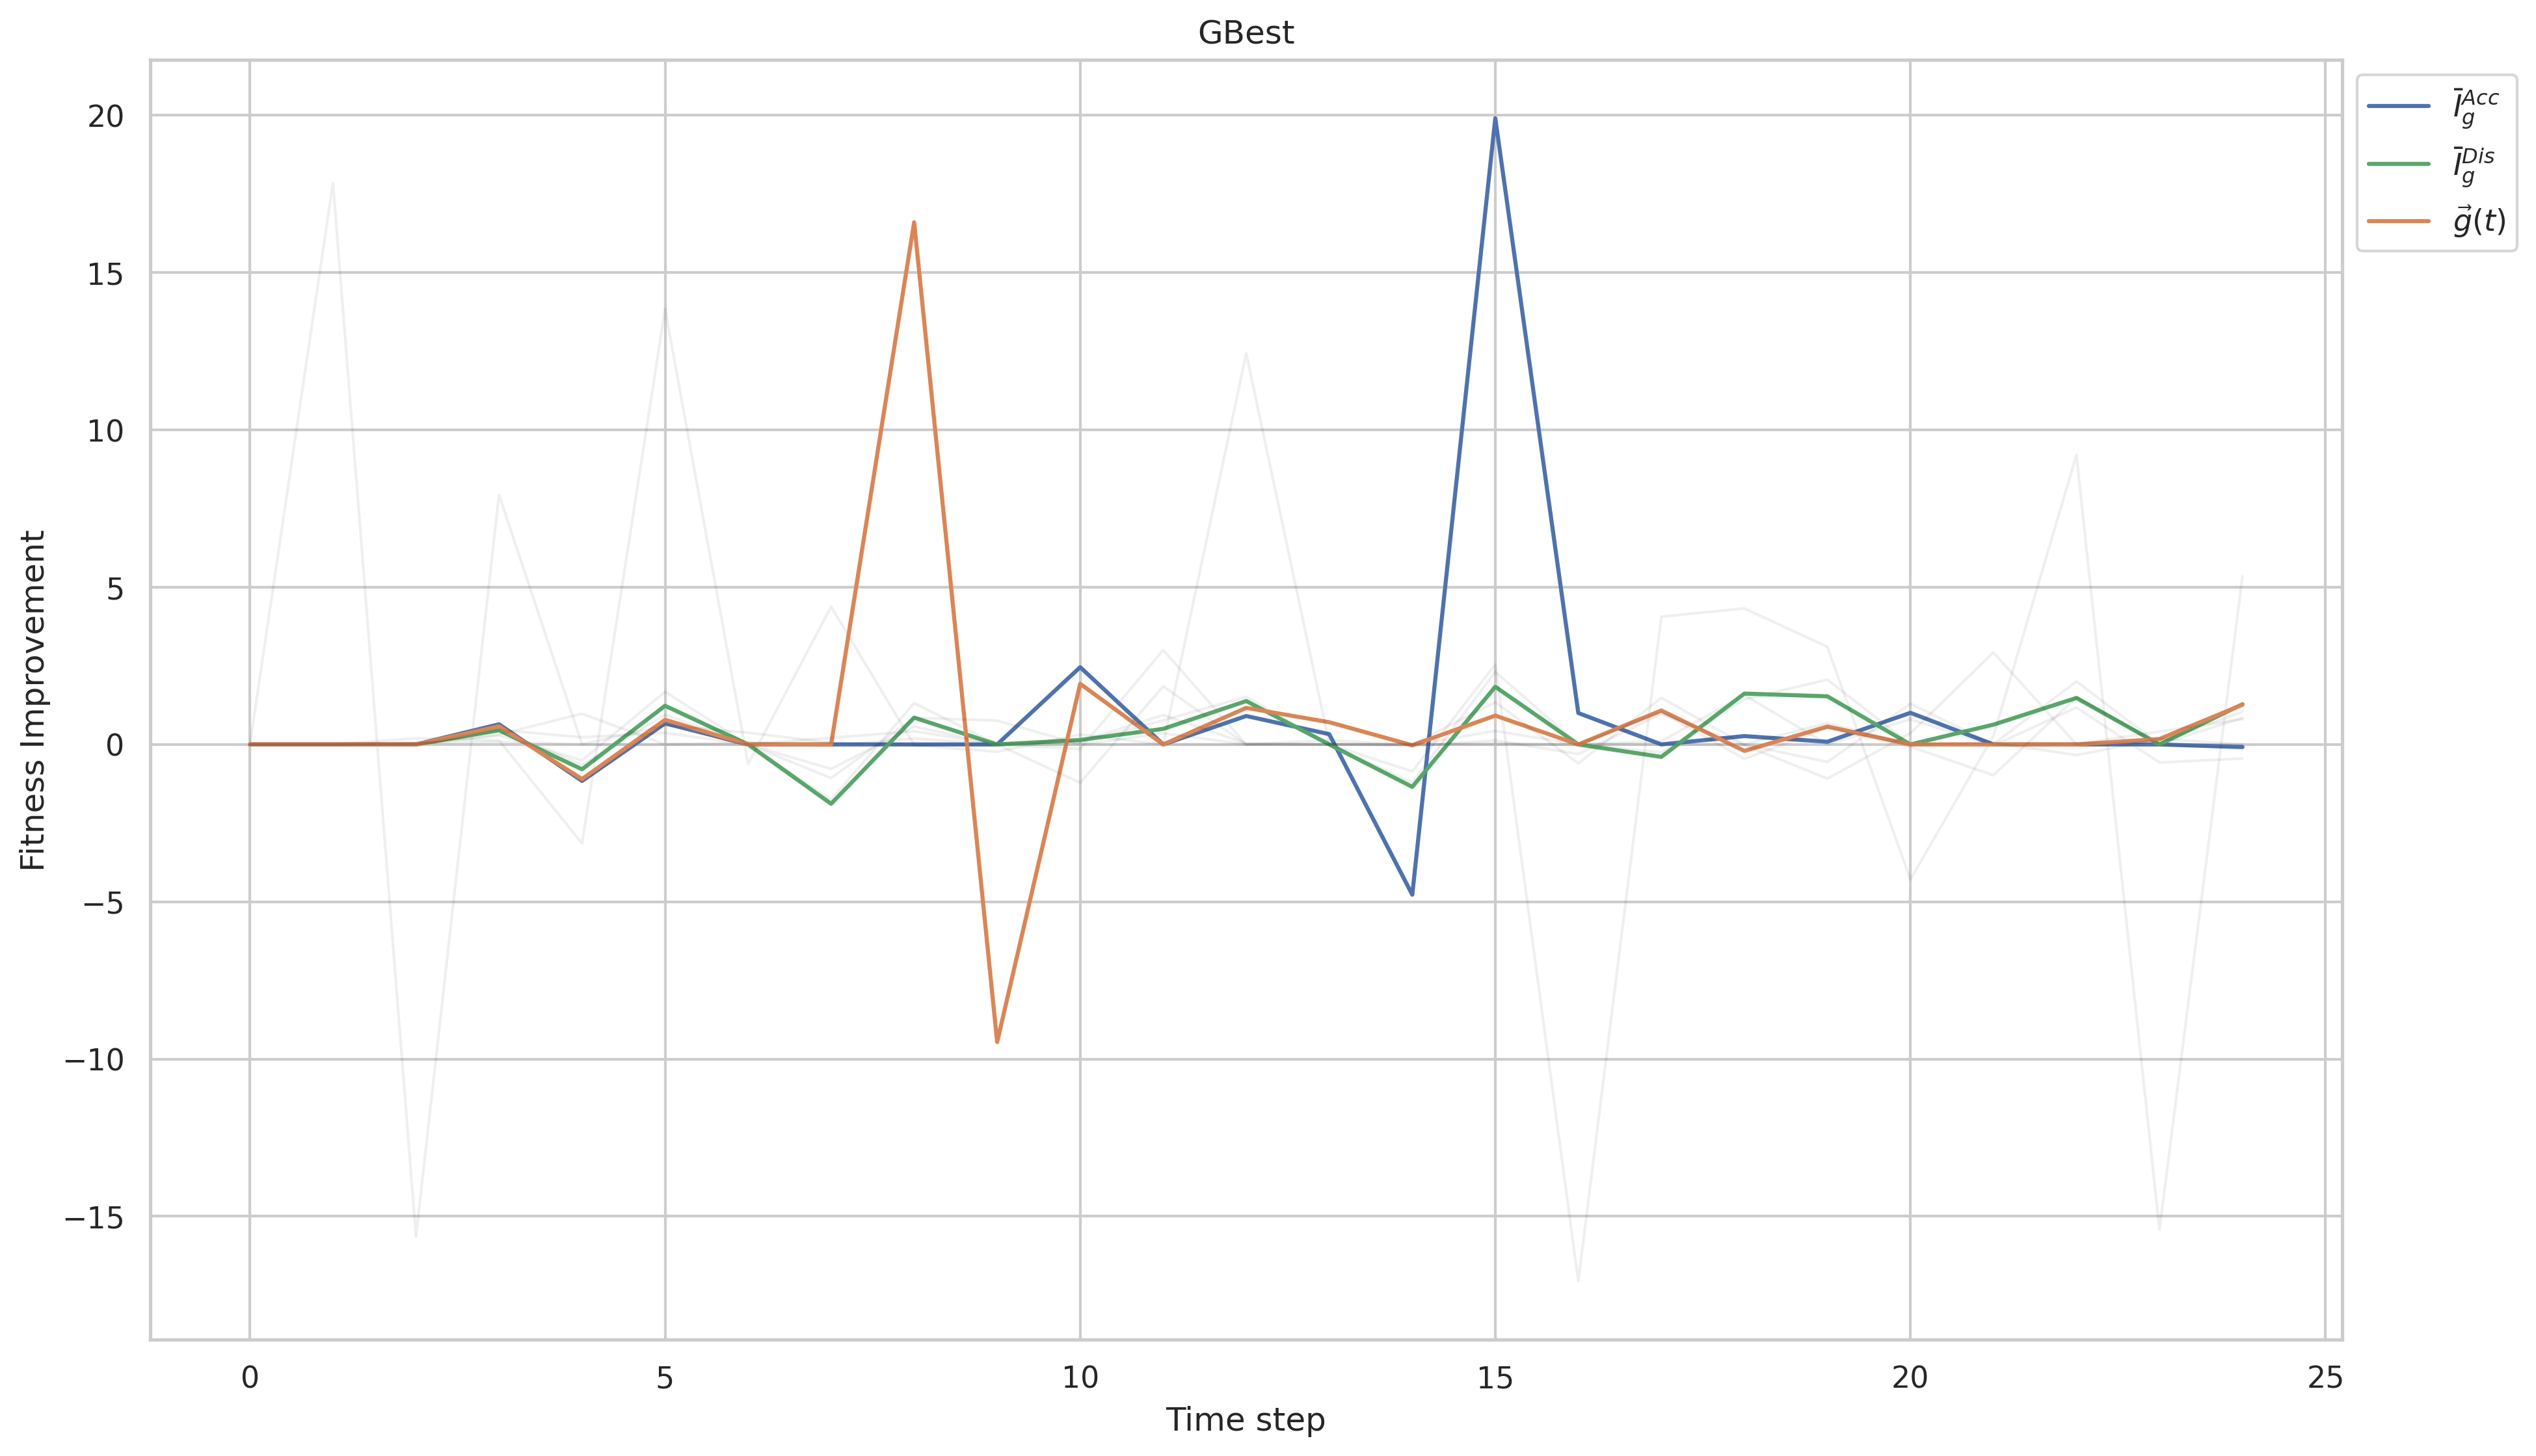 GBest
Fitness Improvement
20
15
10
5
0
−5
−10
−15
0 5 10 15 20 25
Time step
Ī_g^{Acc}
Ī_g^{Dis}
g⃗(t)